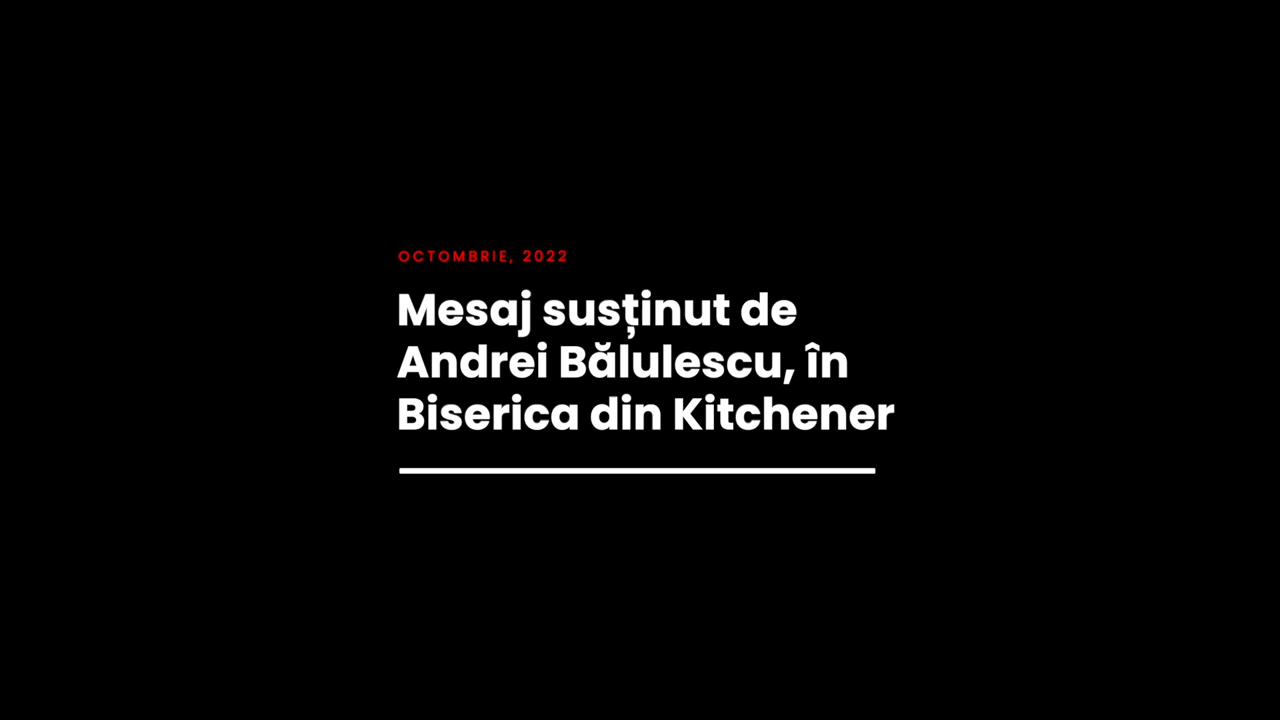 OCTOMBRIE, 2022
Mesaj susținut de
Andrei Bălulescu, în
Biserica din Kitchener